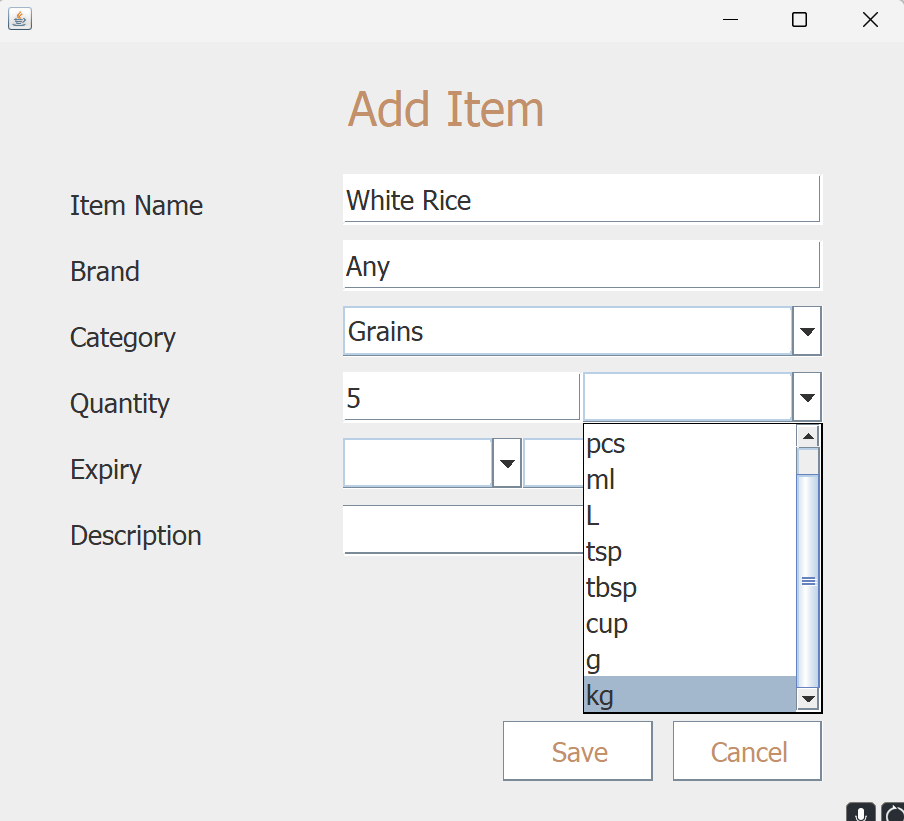 Add Item
Item Name White Rice
Brand Any
Category Grains
Quantity 5
pcs
Expiry
ml
L
Description
tsp
tbsp
cup
g
kg
Save Cancel